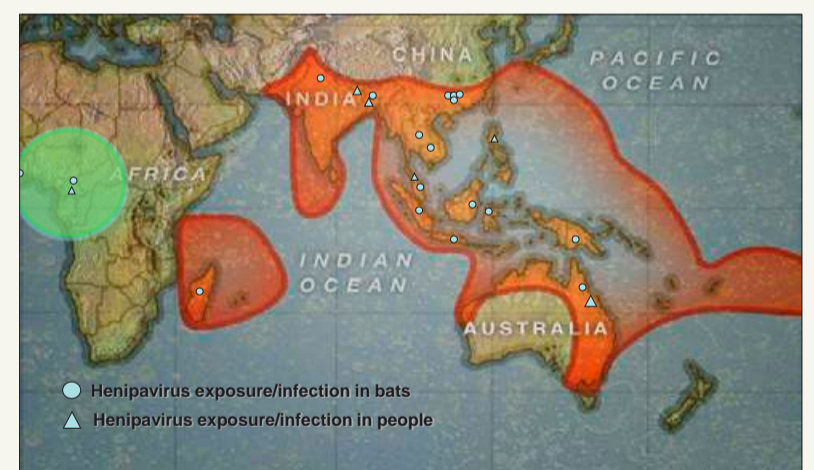 CHINA
PACIFIC
OCEAN
INDIA
AFRICA
INDIAN
OCEAN
AUSTRALIA
Henipavirus exposure/infection in bats
Henipavirus exposure/infection in people